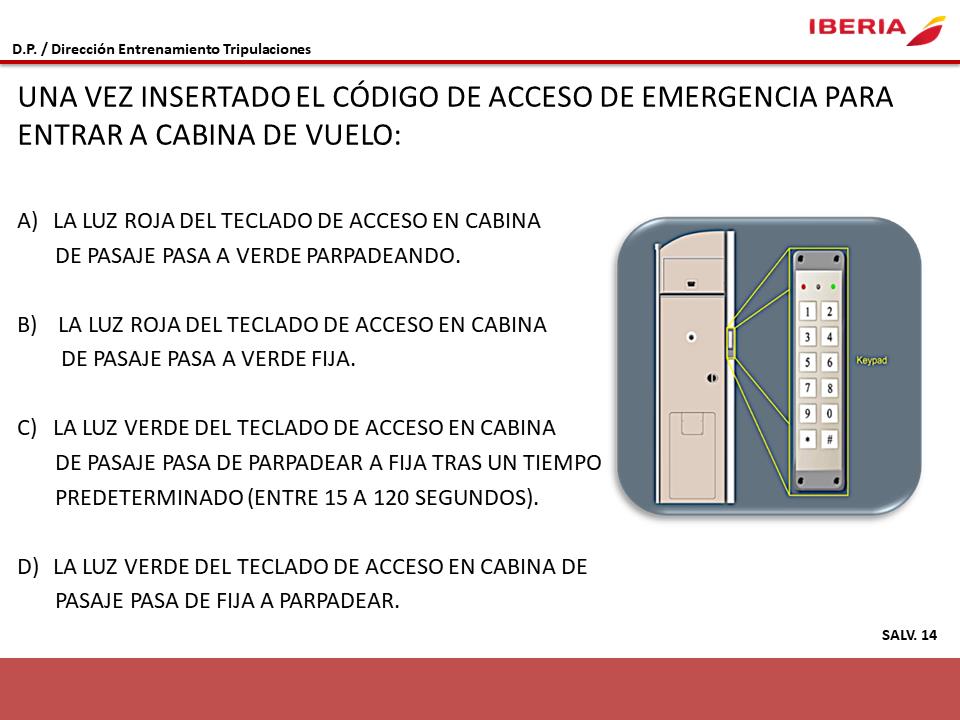 IBERIA
D.P. / Dirección Entrenamiento Tripulaciones
UNA VEZ INSERTADO EL CÓDIGO DE ACCESO DE EMERGENCIA PARA
ENTRAR A CABINA DE VUELO:
A) LA LUZ ROJA DEL TECLADO DE ACCESO EN CABINA
DE PASAJE PASA A VERDE PARPADEANDO.
B) LA LUZ ROJA DEL TECLADO DE ACCESO EN CABINA
DE PASAJE PASA A VERDE FIJA.
C) LA LUZ VERDE DEL TECLADO DE ACCESO EN CABINA
DE PASAJE PASA DE PARPADEAR A FIJA TRAS UN TIEMPO
PREDETERMINADO (ENTRE 15 A 120 SEGUNDOS).
D) LA LUZ VERDE DEL TECLADO DE ACCESO EN CABINA DE
PASAJE PASA DE FIJA A PARPADEAR.
1 2
3 4
5 6
7 8
9 0
* #
Keypad
SALV. 14